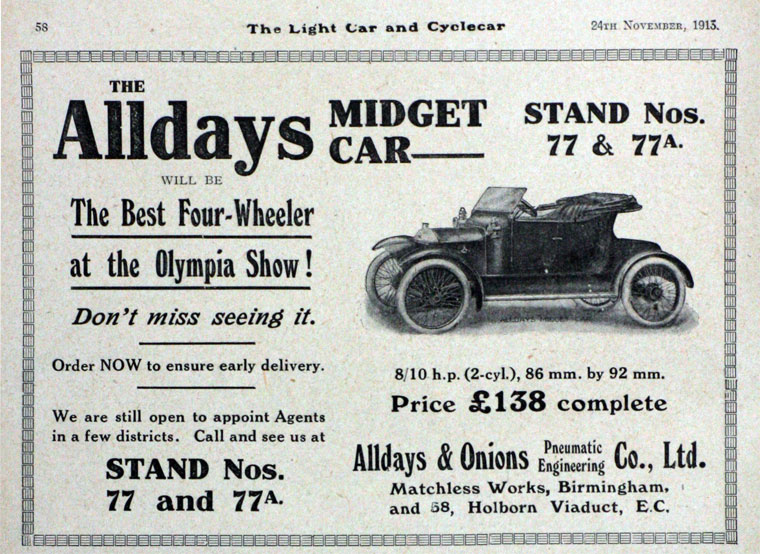 58
The Light Car and Cyclecar
24TH NOVEMBER, 1913.
THE
Alldays
MIDGET
CAR
STAND Nos.
77 & 77A.
WILL BE
The Best Four-Wheeler
at the Olympia Show!
Don't miss seeing it.
Order NOW to ensure early delivery.
We are still open to appoint Agents
in a few districts. Call and see us at
STAND Nos.
77 and 77A.
8/10 h.p. (2-cyl.), 86 mm. by 92 mm.
Price £138 complete
Alldays & Onions Pneumatic Engineering Co., Ltd.
Matchless Works, Birmingham.
and 58, Holborn Viaduct, E.C.